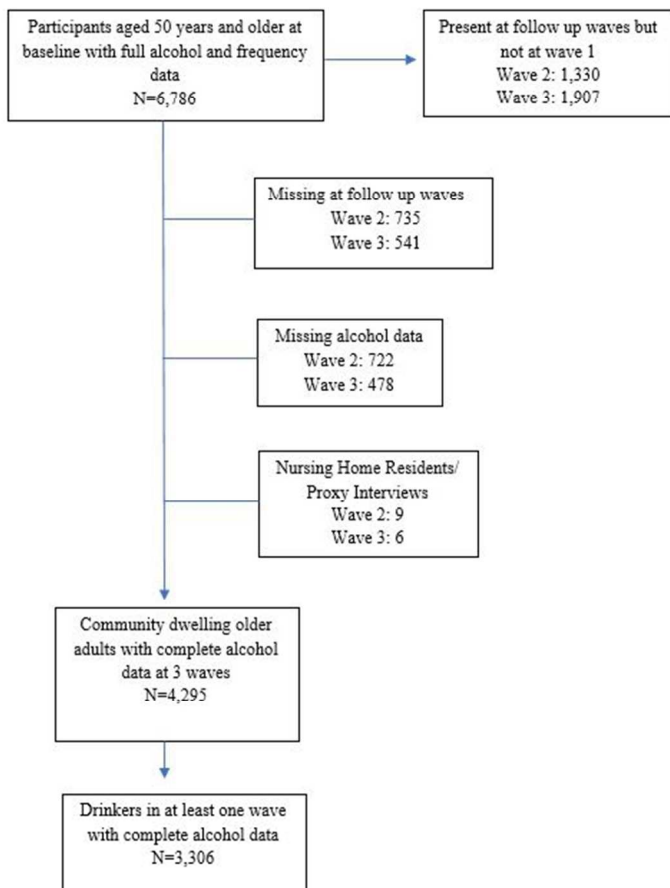 Participants aged 50 years and older at
baseline with full alcohol and frequency
data
N=6,786
Present at follow up waves but
not at wave 1
Wave 2: 1,330
Wave 3: 1,907
Missing at follow up waves
Wave 2: 735
Wave 3: 541
Missing alcohol data
Wave 2: 722
Wave 3: 478
Nursing Home Residents/
Proxy Interviews
Wave 2: 9
Wave 3: 6
Community dwelling older
adults with complete alcohol
data at 3 waves
N=4,295
Drinkers in at least one wave
with complete alcohol data
N=3,306